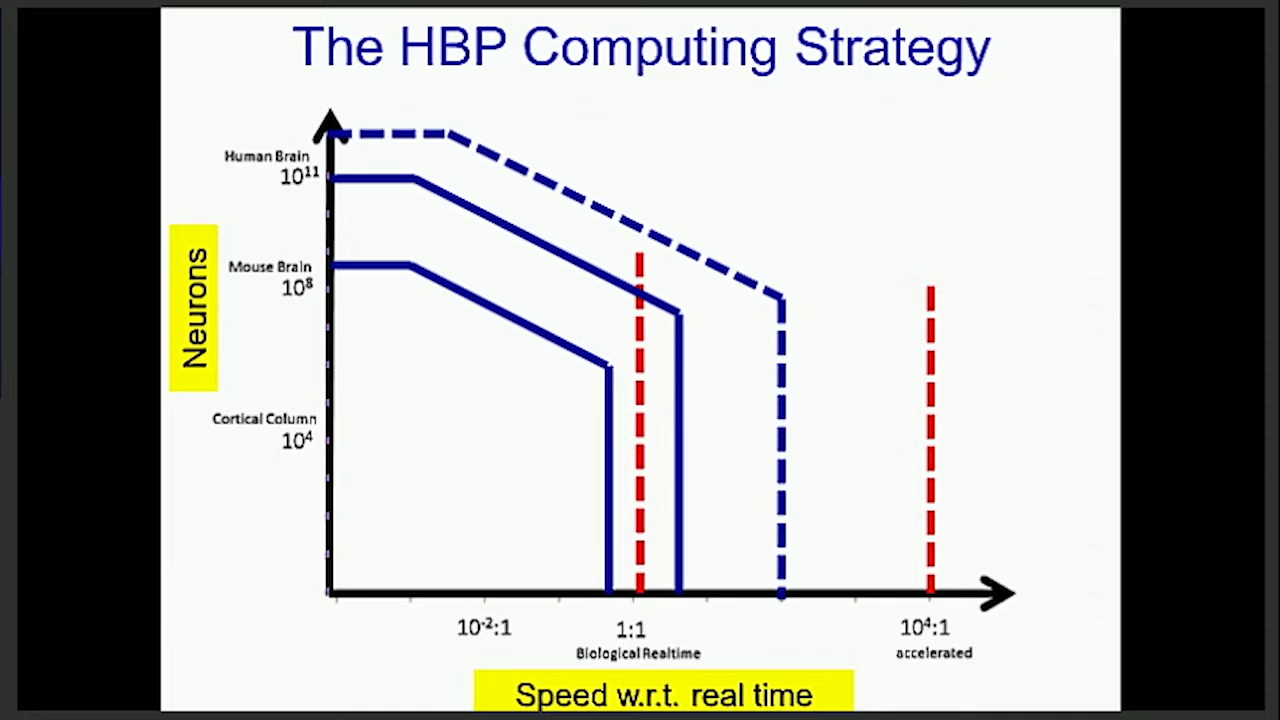 The HBP Computing Strategy
Human Brain
10¹¹
Neurons
Mouse Brain
10⁸
Cortical Column
10⁴
10⁻²:1
1:1
Biological Realtime
10⁴:1
accelerated
Speed w.r.t. real time